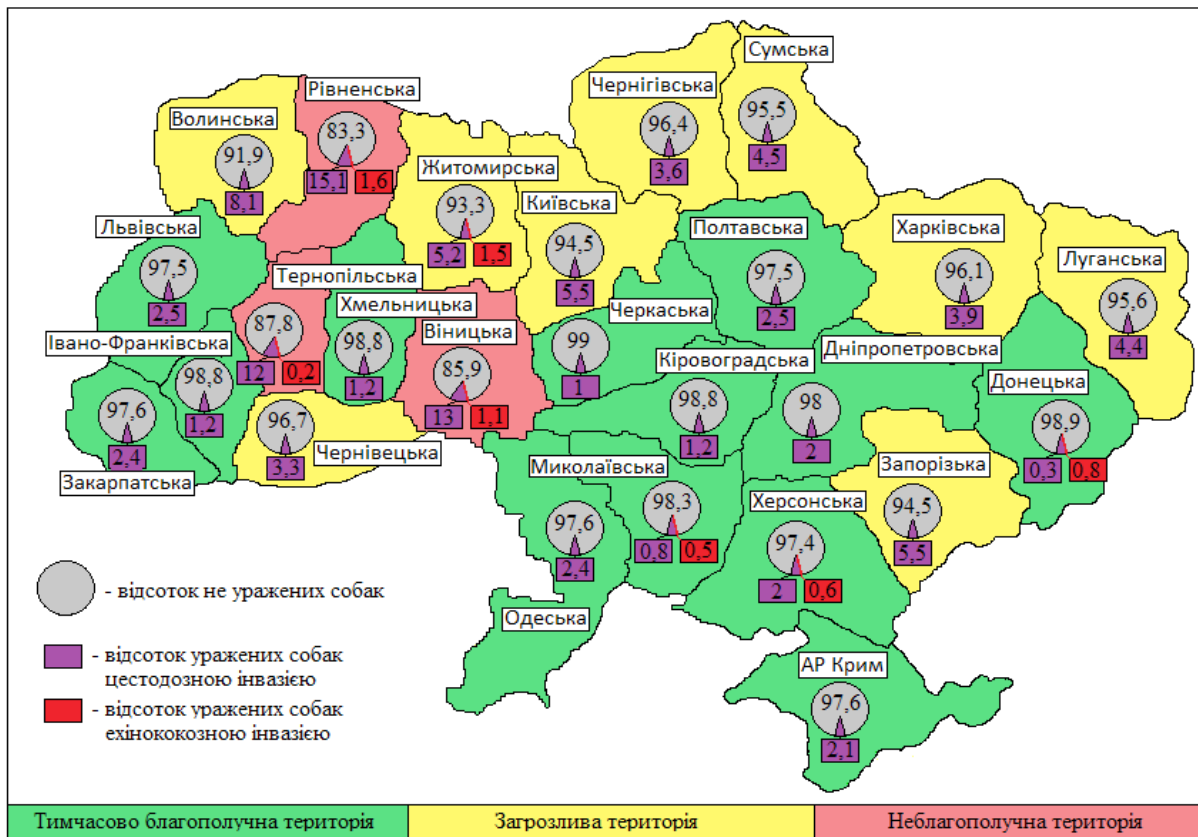 Сумська
95,5
4,5
Чернігівська
96,4
3,6
Рівненська
83,3
15,1
1,6
Волинська
91,9
8,1
Житомирська
93,3
5,2
1,5
Київська
94,5
5,5
Львівська
97,5
2,5
Полтавська
97,5
2,5
Харківська
96,1
3,9
Луганська
95,6
4,4
Тернопільська
87,8
12
0,2
Хмельницька
98,8
1,2
Віницька
85,9
13
1,1
Черкаська
99
1
Івано-Франківська
98,8
1,2
Кіровоградська
98,8
1,2
Дніпропетровська
98
2
Донецька
98,9
0,3
0,8
97,6
2,4
Закарпатська
96,7
3,3
Чернівецька
Миколаївська
98,3
0,8
0,5
Запорізька
94,5
5,5
Херсонська
97,4
2
0,6
97,6
2,4
Одеська
АР Крим
97,6
2,1
- відсоток не уражених собак
- відсоток уражених собак
цестодозною інвазією
- відсоток уражених собак
ехінококозною інвазією
Тимчасово благополучна територія
Загрозлива територія
Неблагополучна територія